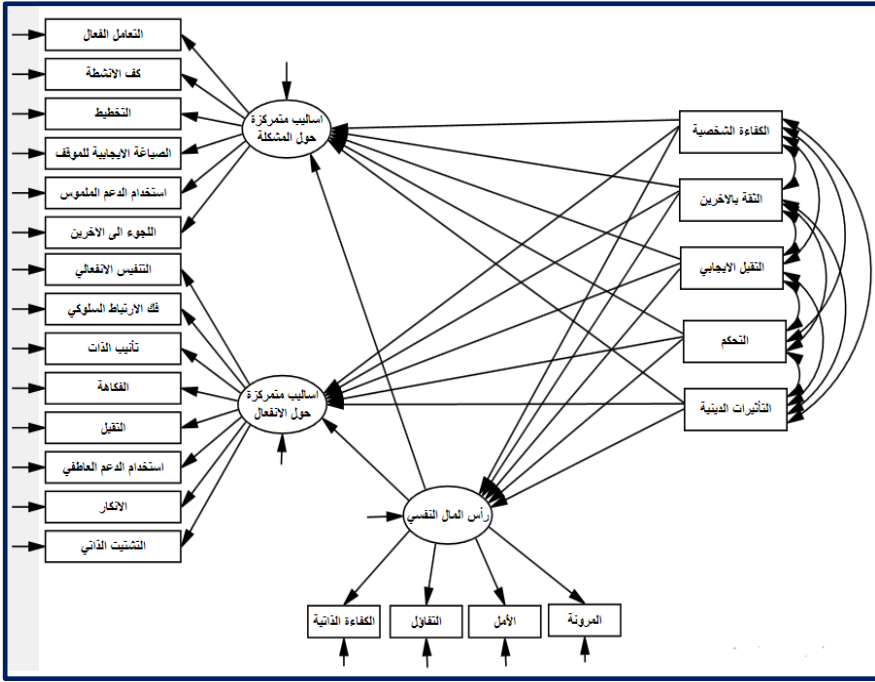 التعامل الفعال
كف الانشطة
التخطيط
الصياغة الايجابية للموقف
استخدام الدعم الملموس
اللجوء الى الاخرين
التنفيس الانفعالي
فك الارتباط السلوكي
تأنيب الذات
الفكاهة
التقبل
استخدام الدعم العاطفي
الانكار
التشتيت الذاتي
اساليب متمركزة
حول المشكلة
اساليب متمركزة
حول الانفعال
رأس المال النفسي
الكفاءة الشخصية
الثقة بالاخرين
التقبل الايجابي
التحكم
التأثيرات الدينية
المرونة
الأمل
التفاؤل
الكفاءة الذاتية